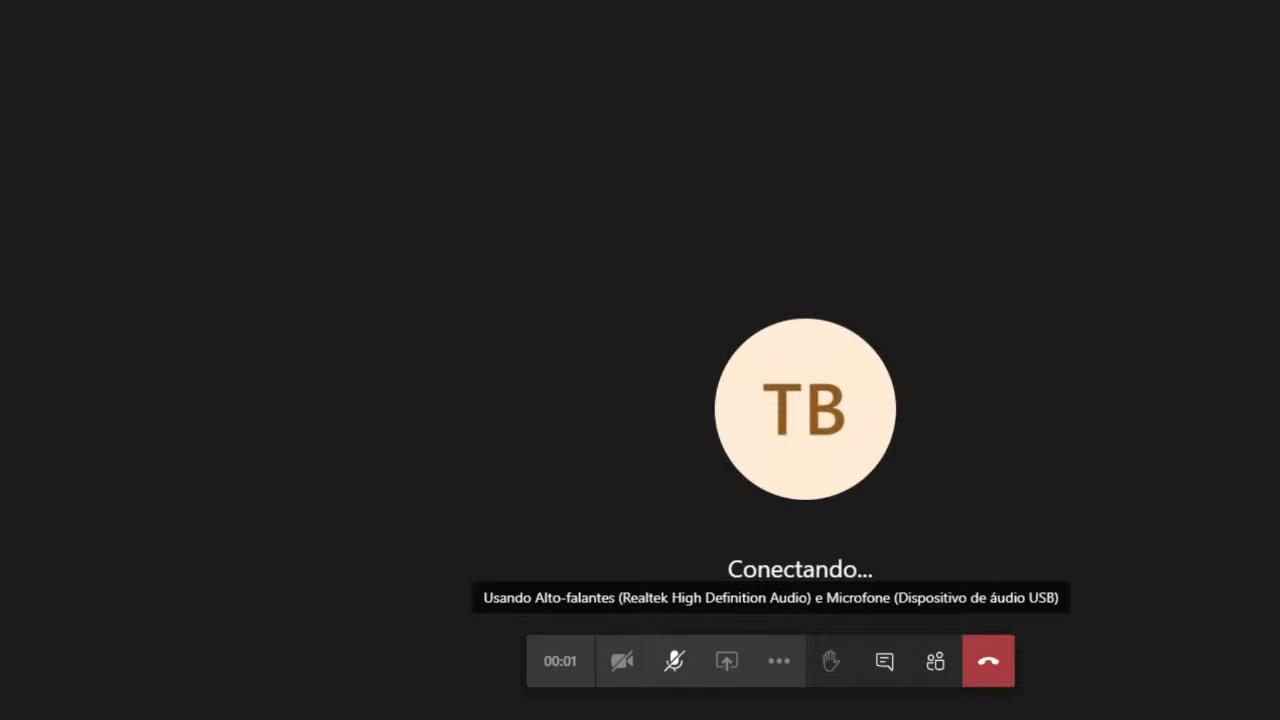 TB
Conectando...
Usando Alto-falantes (Realtek High Definition Audio) e Microfone (Dispositivo de áudio USB)
00:01